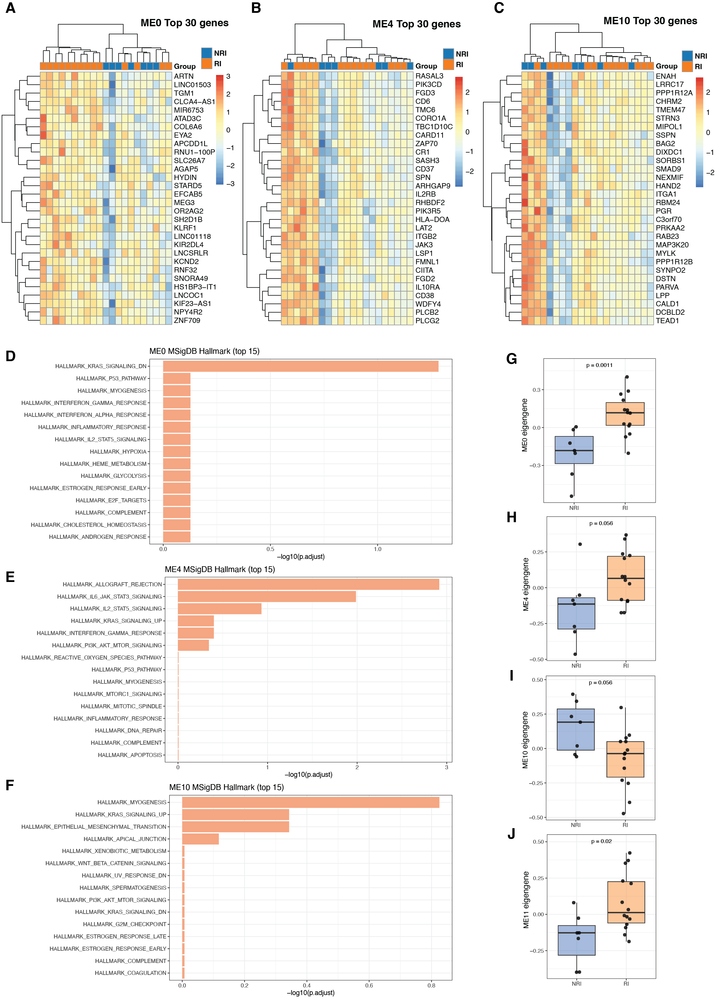 A
ME0 Top 30 genes
NRI
RI
Group
ARTN
LINC01503
TGM1
CLCA4−AS1
MIR6753
ATAD3C
COL6A6
EYA2
APCDD1L
RNU1−100P
SLC26A7
AGAP5
HYDIN
STARD5
EFCAB5
MEG3
OR2AG2
SH2D1B
KLRF1
LINC01118
KIR2DL4
LNCSRLR
KCND2
RNF32
SNORA49
HS1BP3−IT1
LNCOC1
KIF23−AS1
NPY4R2
ZNF709
3
2
1
0
−1
−2
−3
B
ME4 Top 30 genes
NRI
RI
Group
RASAL3
PIK3CD
FGD3
CD6
TMC6
CORO1A
TBC1D10C
CARD11
ZAP70
CR1
SASH3
CD37
SPN
ARHGAP9
IL2RB
RHBDF2
PIK3R5
HLA−DOA
LAT2
ITGB2
JAK3
LSP1
FMNL1
CIITA
FGD2
IL10RA
CD38
WDFY4
PLCB2
PLCG2
2
1
0
−1
−2
C
ME10 Top 30 genes
NRI
RI
Group
ENAH
LRRC17
PPP1R12A
CHRM2
TMEM47
STRN3
MIPOL1
SSPN
BAG2
DIXDC1
SORBS1
SMAD9
NEXMIF
HAND2
ITGA1
RBM24
PGR
C3orf70
PRKAA2
RAB23
MAP3K20
MYLK
PPP1R12B
SYNPO2
DSTN
PARVA
LPP
CALD1
DCBLD2
TEAD1
2
1
0
−1
−2
D
ME0 MSigDB Hallmark (top 15)
HALLMARK_KRAS_SIGNALING_DN
HALLMARK_P53_PATHWAY
HALLMARK_MYOGENESIS
HALLMARK_INTERFERON_GAMMA_RESPONSE
HALLMARK_INTERFERON_ALPHA_RESPONSE
HALLMARK_INFLAMMATORY_RESPONSE
HALLMARK_IL2_STAT5_SIGNALING
HALLMARK_HYPOXIA
HALLMARK_HEME_METABOLISM
HALLMARK_GLYCOLYSIS
HALLMARK_ESTROGEN_RESPONSE_EARLY
HALLMARK_E2F_TARGETS
HALLMARK_COMPLEMENT
HALLMARK_CHOLESTEROL_HOMEOSTASIS
HALLMARK_ANDROGEN_RESPONSE
0.0 0.5 1.0
−log10(p.adjust)
E
ME4 MSigDB Hallmark (top 15)
HALLMARK_ALLOGRAFT_REJECTION
HALLMARK_IL6_JAK_STAT3_SIGNALING
HALLMARK_IL2_STAT5_SIGNALING
HALLMARK_KRAS_SIGNALING_UP
HALLMARK_INTERFERON_GAMMA_RESPONSE
HALLMARK_PI3K_AKT_MTOR_SIGNALING
HALLMARK_REACTIVE_OXYGEN_SPECIES_PATHWAY
HALLMARK_P53_PATHWAY
HALLMARK_MYOGENESIS
HALLMARK_MTORC1_SIGNALING
HALLMARK_MITOTIC_SPINDLE
HALLMARK_INFLAMMATORY_RESPONSE
HALLMARK_DNA_REPAIR
HALLMARK_COMPLEMENT
HALLMARK_APOPTOSIS
0 1 2 3
−log10(p.adjust)
F
ME10 MSigDB Hallmark (top 15)
HALLMARK_MYOGENESIS
HALLMARK_KRAS_SIGNALING_UP
HALLMARK_EPITHELIAL_MESENCHYMAL_TRANSITION
HALLMARK_APICAL_JUNCTION
HALLMARK_XENOBIOTIC_METABOLISM
HALLMARK_WNT_BETA_CATENIN_SIGNALING
HALLMARK_UV_RESPONSE_DN
HALLMARK_SPERMATOGENESIS
HALLMARK_PI3K_AKT_MTOR_SIGNALING
HALLMARK_KRAS_SIGNALING_DN
HALLMARK_G2M_CHECKPOINT
HALLMARK_ESTROGEN_RESPONSE_LATE
HALLMARK_ESTROGEN_RESPONSE_EARLY
HALLMARK_COMPLEMENT
HALLMARK_COAGULATION
0.0 0.2 0.4 0.6 0.8
−log10(p.adjust)
G
p = 0.0011
ME0 eigengene
0.3
0.0
−0.3
NRI RI
H
p = 0.056
ME4 eigengene
0.25
0.00
−0.25
−0.50
NRI RI
I
p = 0.056
ME10 eigengene
0.50
0.25
0.00
−0.25
−0.50
NRI RI
J
p = 0.02
ME11 eigengene
0.50
0.25
0.00
−0.25
NRI RI